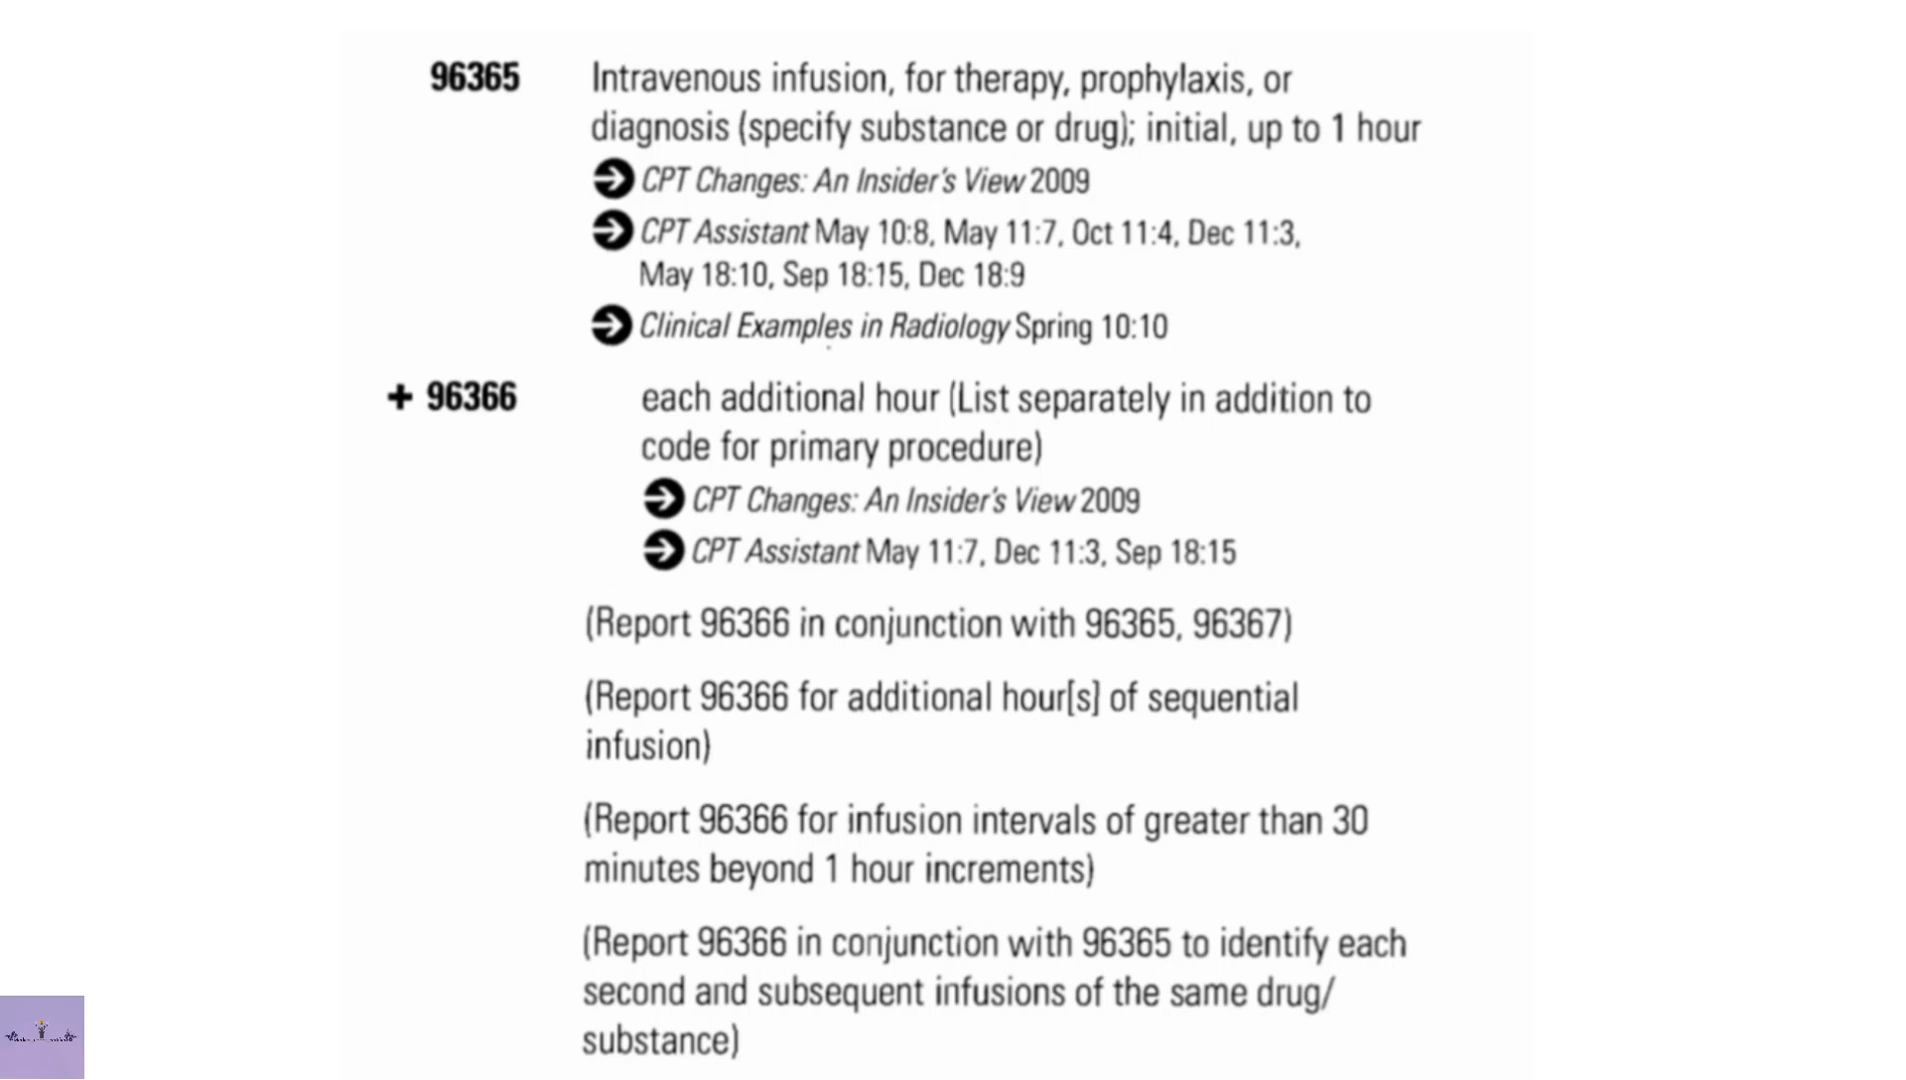 96365 Intravenous infusion, for therapy, prophylaxis, or
diagnosis (specify substance or drug); initial, up to 1 hour
CPT Changes: An Insider's View 2009
CPT Assistant May 10:8, May 11:7, Oct 11:4, Dec 11:3,
May 18:10, Sep 18:15, Dec 18:9
Clinical Examples in Radiology Spring 10:10
+ 96366 each additional hour (List separately in addition to
code for primary procedure)
CPT Changes: An Insider's View 2009
CPT Assistant May 11:7, Dec 11:3, Sep 18:15
(Report 96366 in conjunction with 96365, 96367)
(Report 96366 for additional hour[s] of sequential
infusion)
(Report 96366 for infusion intervals of greater than 30
minutes beyond 1 hour increments)
(Report 96366 in conjunction with 96365 to identify each
second and subsequent infusions of the same drug/
substance)